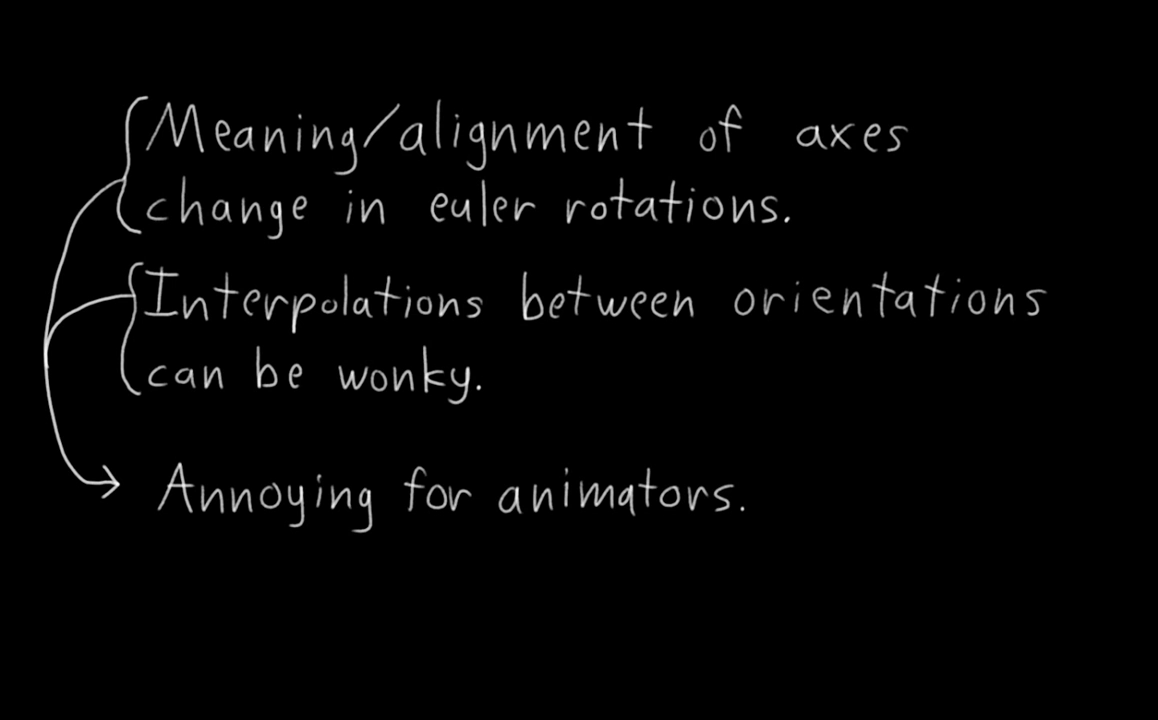 Meaning/alignment of axes
change in euler rotations.
Interpolations between orientations
can be wonky.
Annoying for animators.